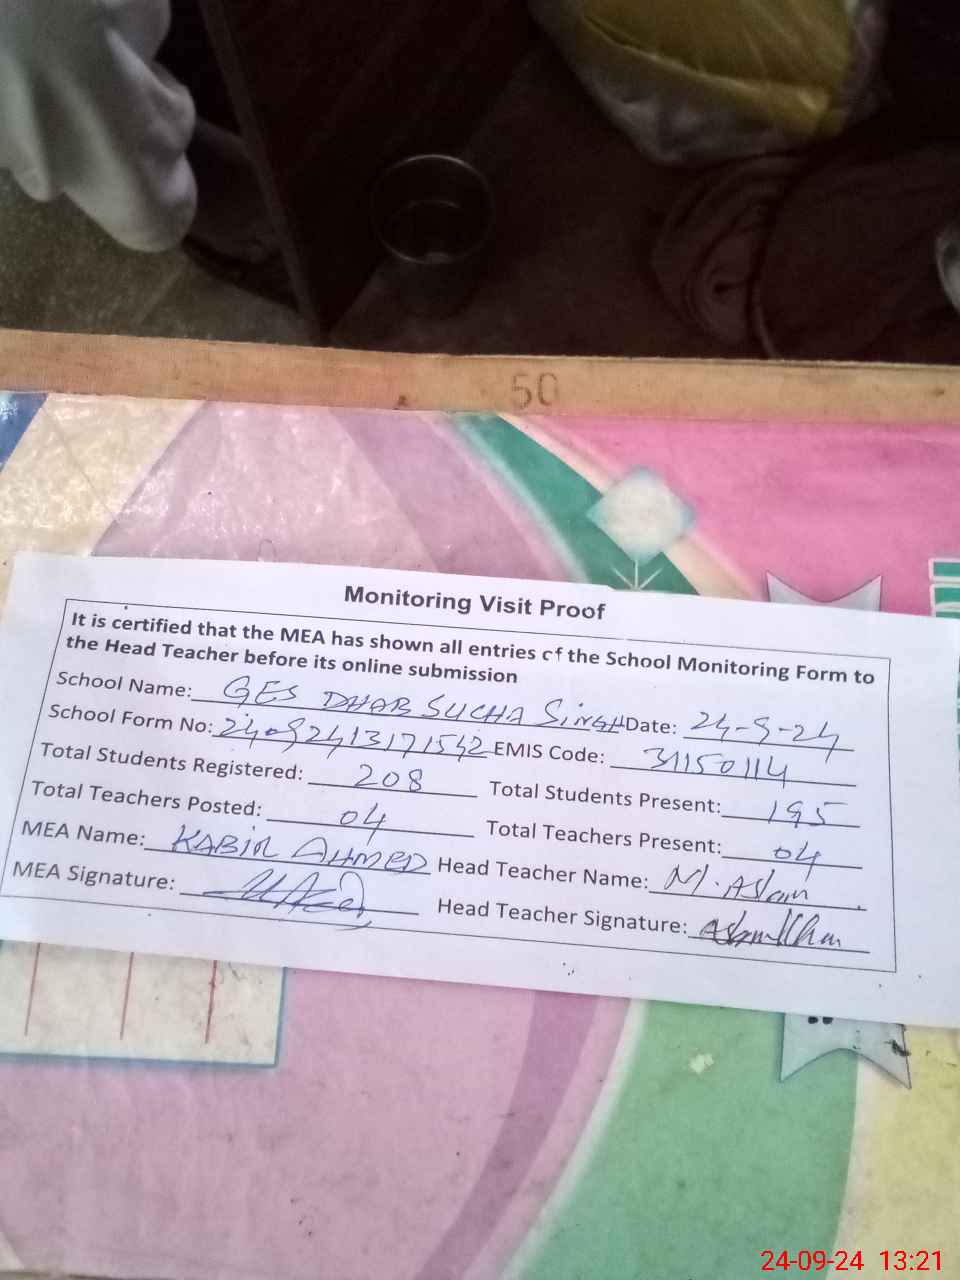 50
Monitoring Visit Proof
It is certified that the MEA has shown all entries of the School Monitoring Form to
the Head Teacher before its online submission
School Name: GES DHAB SUCHA SINGH Date: 24-9-24
School Form No: 24092413171542 EMIS Code: 31150114
Total Students Registered: 208 Total Students Present: 195
Total Teachers Posted: 04 Total Teachers Present: 04
MEA Name: KABIR AHMED Head Teacher Name: M. Aslam
MEA Signature: Head Teacher Signature:
24-09-24 13:21